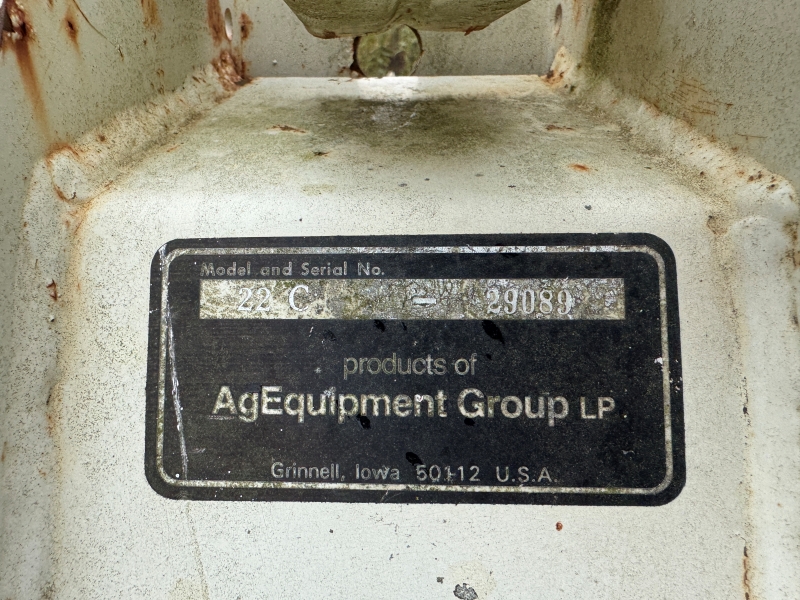 Model and Serial No.
22 C - 29089
products of
AgEquipment Group LP
Grinnell, Iowa 50112 U.S.A.